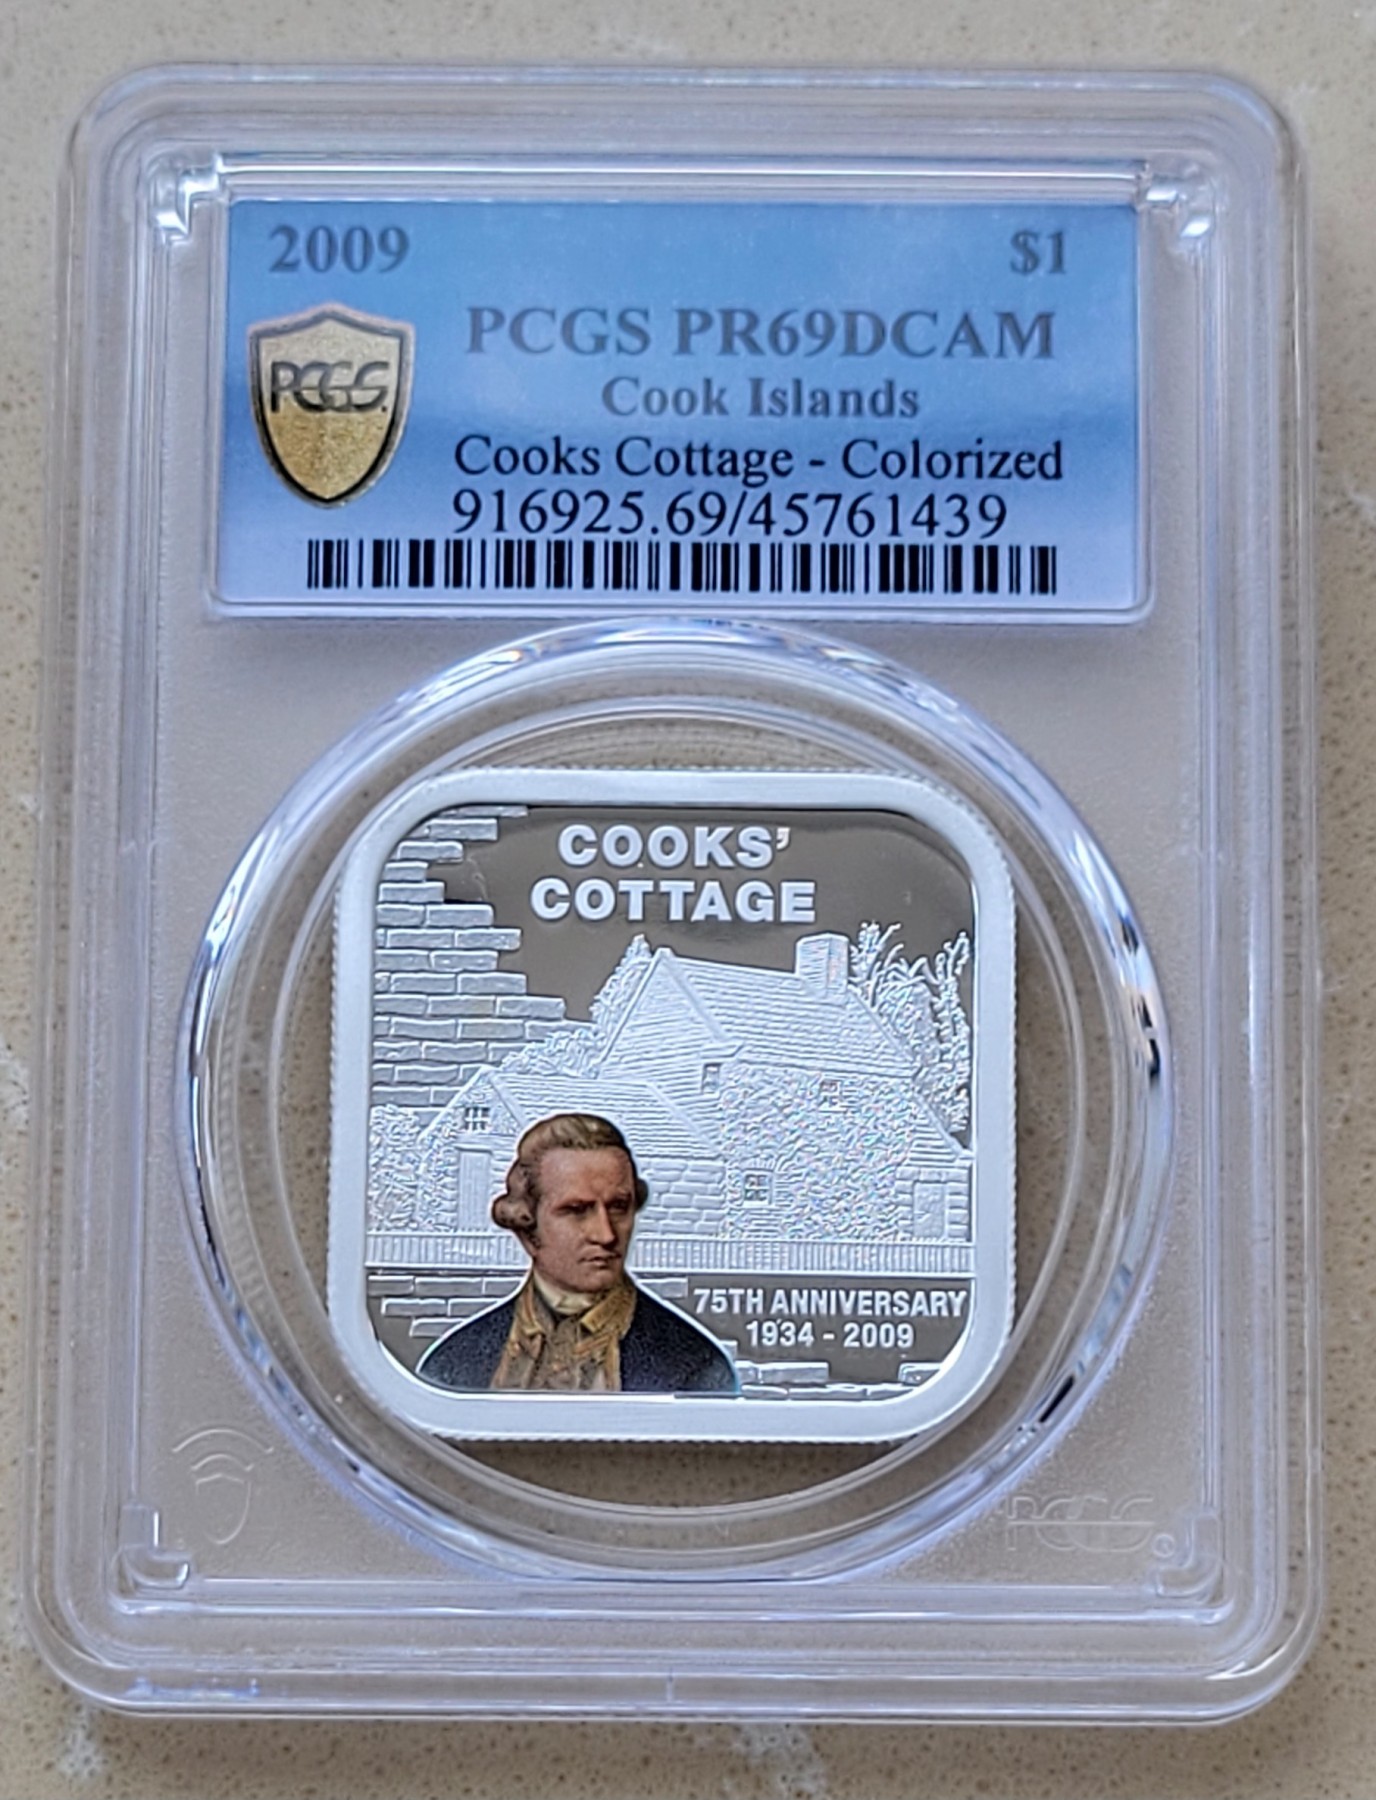 2009 $1
PCGS PR69DCAM
PCGS
Cook Islands
Cooks Cottage - Colorized
916925.69/45761439
COOKS'
COTTAGE
75TH ANNIVERSARY
1934 - 2009
PCGS